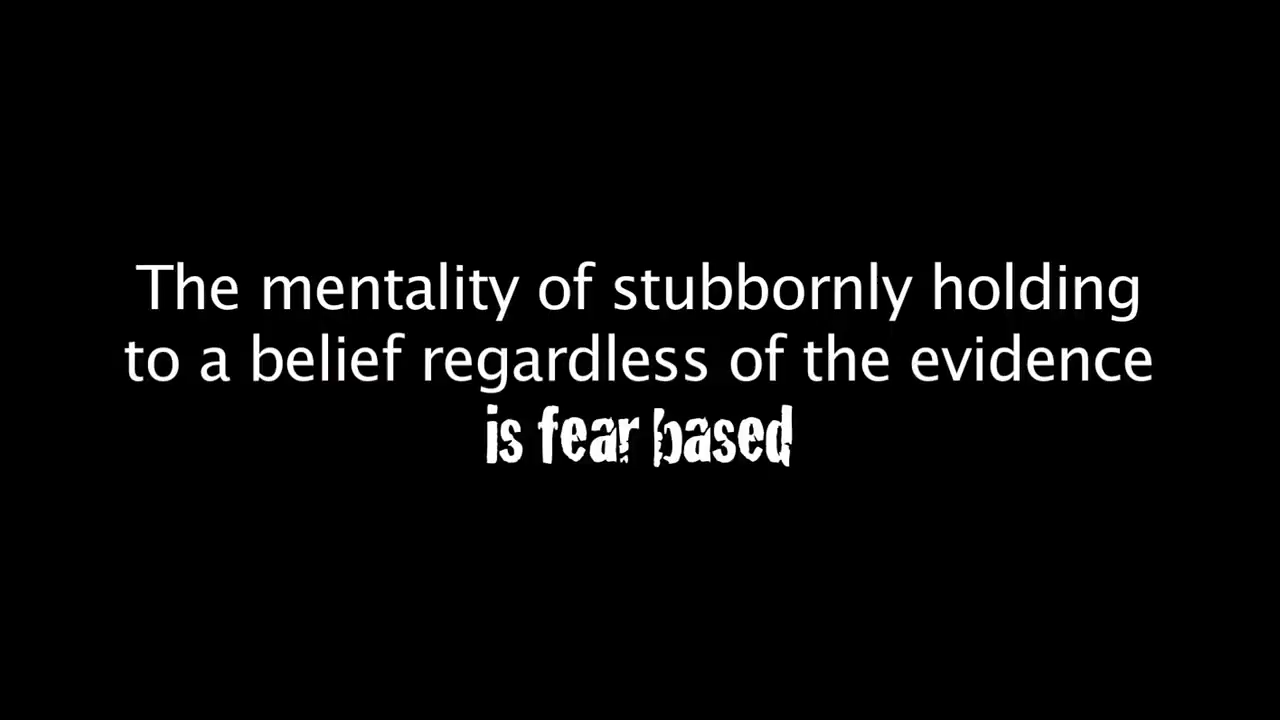 The mentality of stubbornly holding
to a belief regardless of the evidence
is fear based